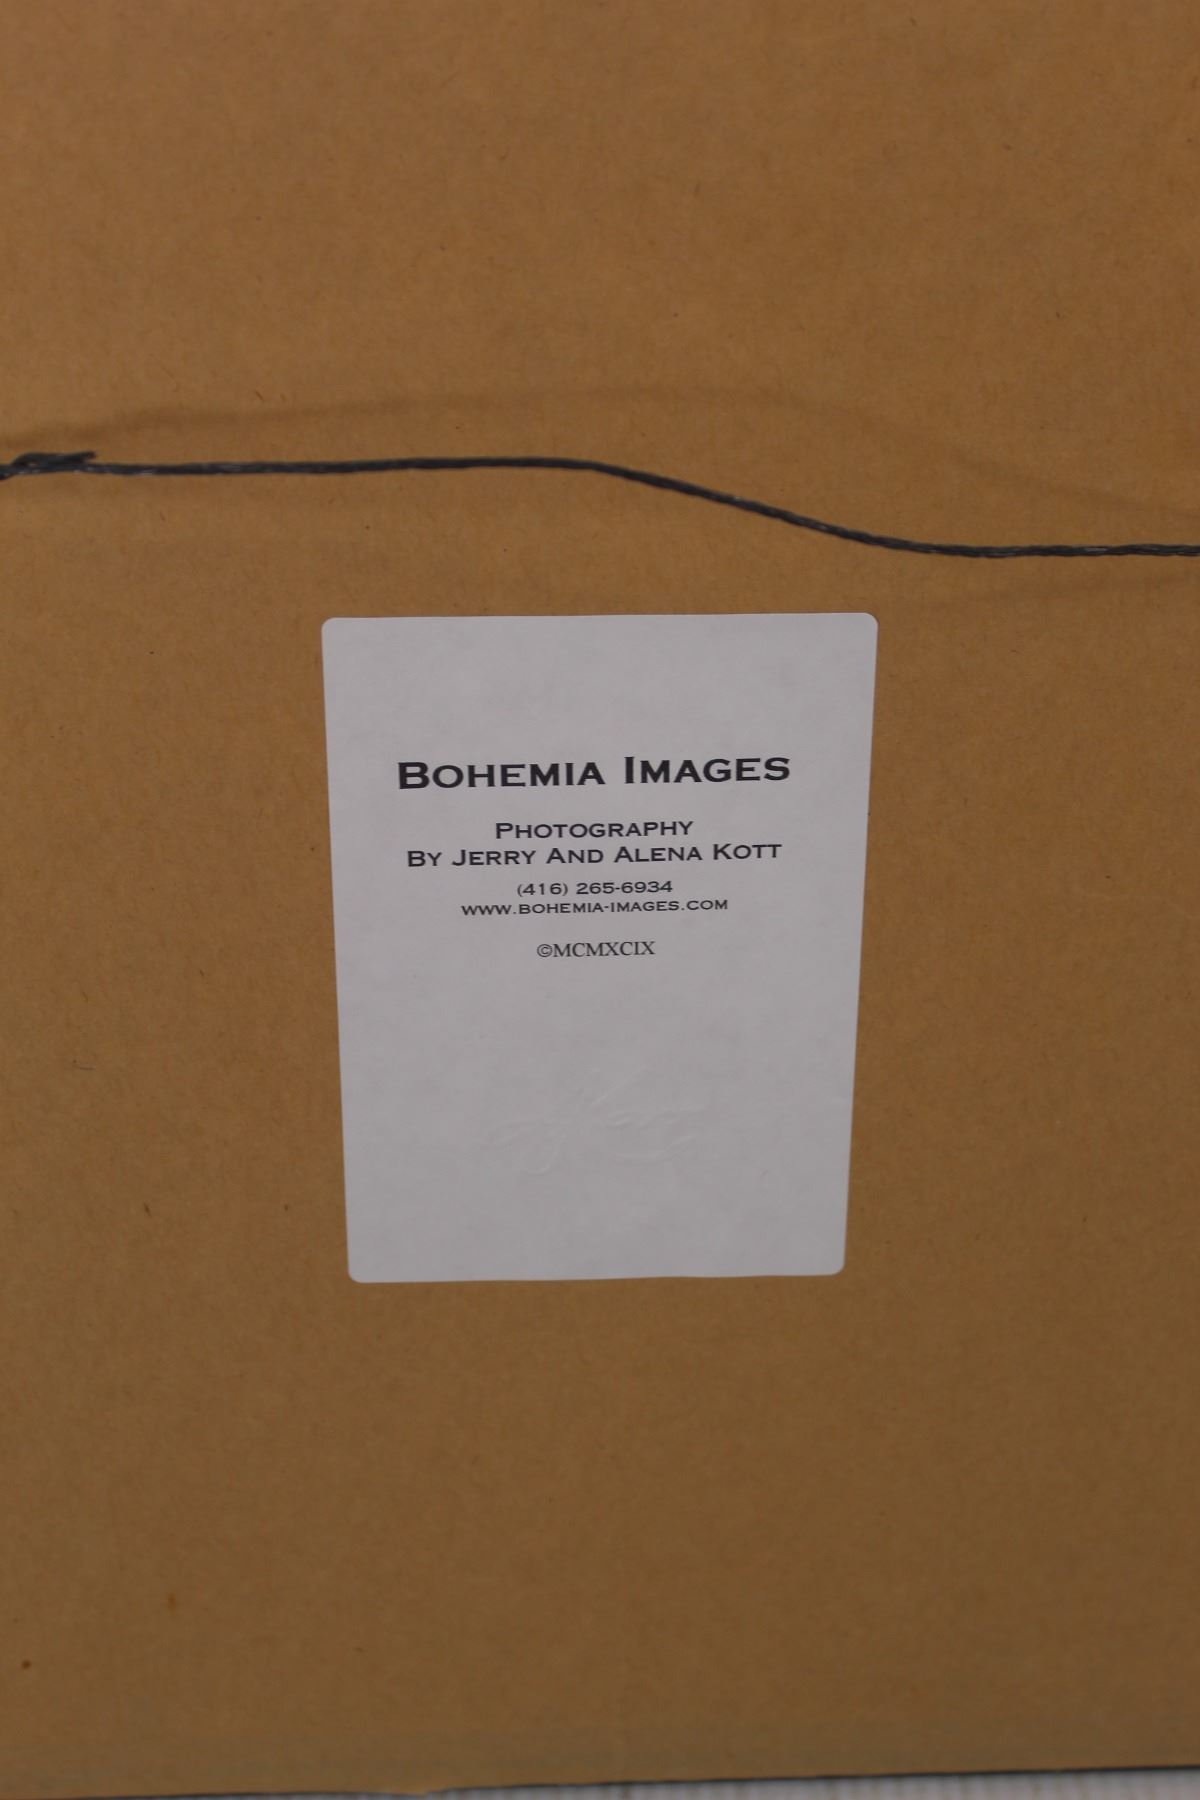 BOHEMIA IMAGES
PHOTOGRAPHY
BY JERRY AND ALENA KOTT
(416) 265-6934
WWW.BOHEMIA-IMAGES.COM
©MCMXCIX